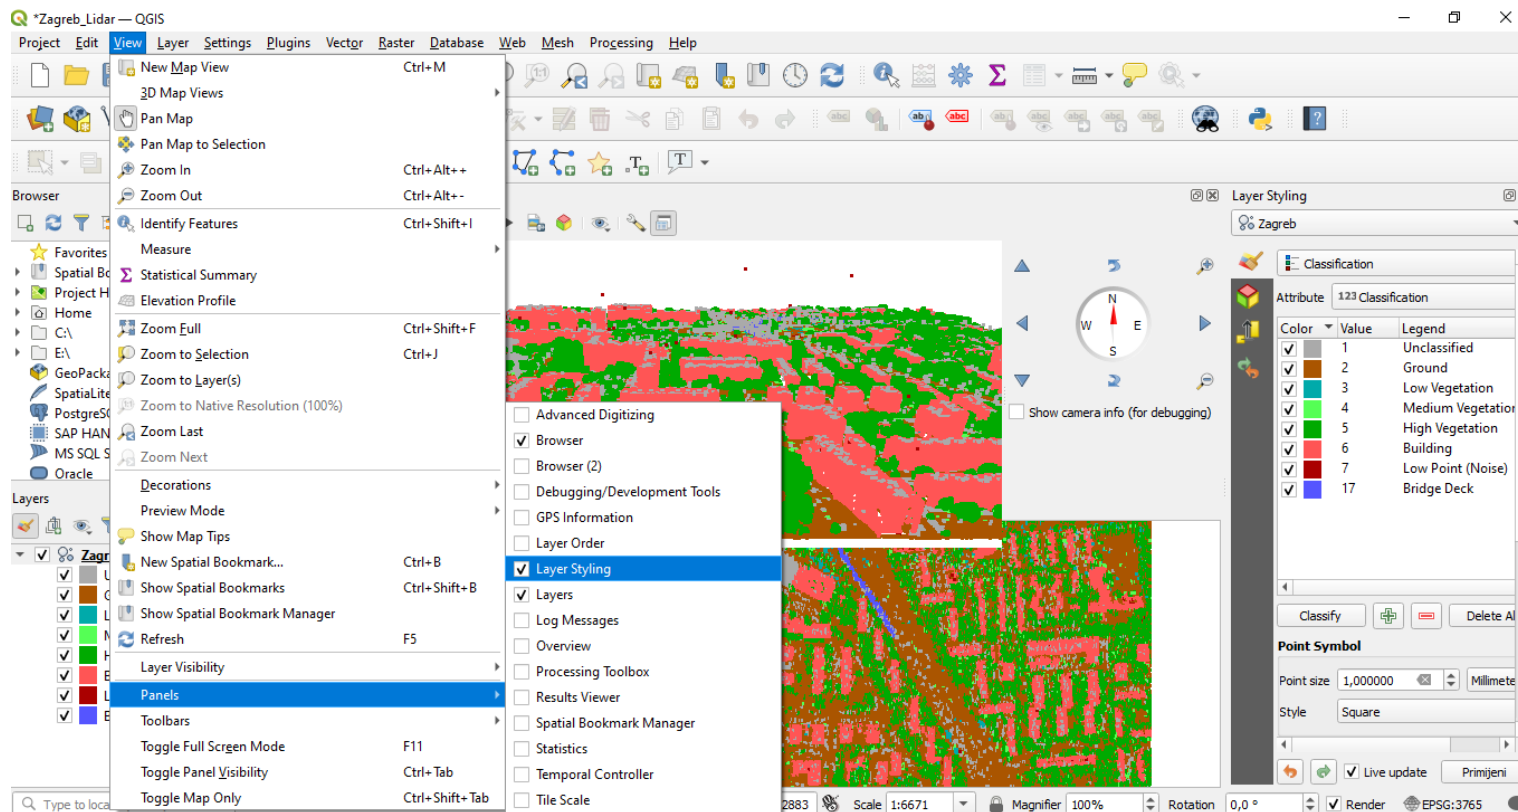 *Zagreb_Lidar — QGIS
Project Edit View Layer Settings Plugins Vector Raster Database Web Mesh Processing Help
New Map View Ctrl+M
3D Map Views
Pan Map
Pan Map to Selection
Zoom In Ctrl+Alt++
Zoom Out Ctrl+Alt+-
Identify Features Ctrl+Shift+I
Measure
Statistical Summary
Elevation Profile
Zoom Full Ctrl+Shift+F
Zoom to Selection Ctrl+J
Zoom to Layer(s)
Zoom to Native Resolution (100%)
Zoom Last
Zoom Next
Decorations
Preview Mode
Show Map Tips
New Spatial Bookmark... Ctrl+B
Show Spatial Bookmarks Ctrl+Shift+B
Show Spatial Bookmark Manager
Refresh F5
Layer Visibility
Panels
Toolbars
Toggle Full Screen Mode F11
Toggle Panel Visibility Ctrl+Tab
Toggle Map Only Ctrl+Shift+Tab
Advanced Digitizing
Browser
Browser (2)
Debugging/Development Tools
GPS Information
Layer Order
Layer Styling
Layers
Log Messages
Overview
Processing Toolbox
Results Viewer
Spatial Bookmark Manager
Statistics
Temporal Controller
Tile Scale
Browser
Favorites
Spatial Bo
Project H
Home
C:\
E:\
GeoPacka
SpatiaLite
PostgreSQ
SAP HAN
MS SQL S
Oracle
Layers
Zagr
Type to loca
N
W E
S
Show camera info (for debugging)
Layer Styling
Zagreb
Classification
Attribute 123 Classification
Color Value Legend
1 Unclassified
2 Ground
3 Low Vegetation
4 Medium Vegetation
5 High Vegetation
6 Building
7 Low Point (Noise)
17 Bridge Deck
Classify Delete Al
Point Symbol
Point size 1,000000 Millimete
Style Square
Live update Primijeni
2883 Scale 1:6671 Magnifier 100% Rotation 0,0 ° Render EPSG:3765